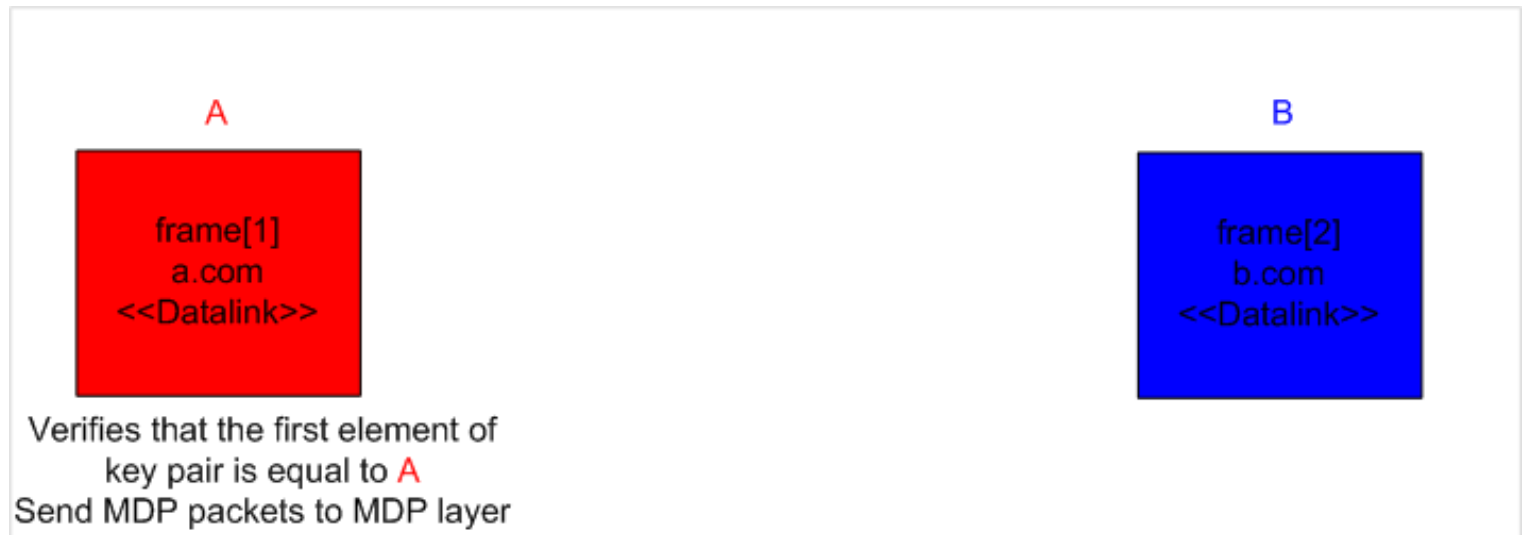 A
B
frame[1]
a.com
<<Datalink>>
frame[2]
b.com
<<Datalink>>
Verifies that the first element of
key pair is equal to A
Send MDP packets to MDP layer